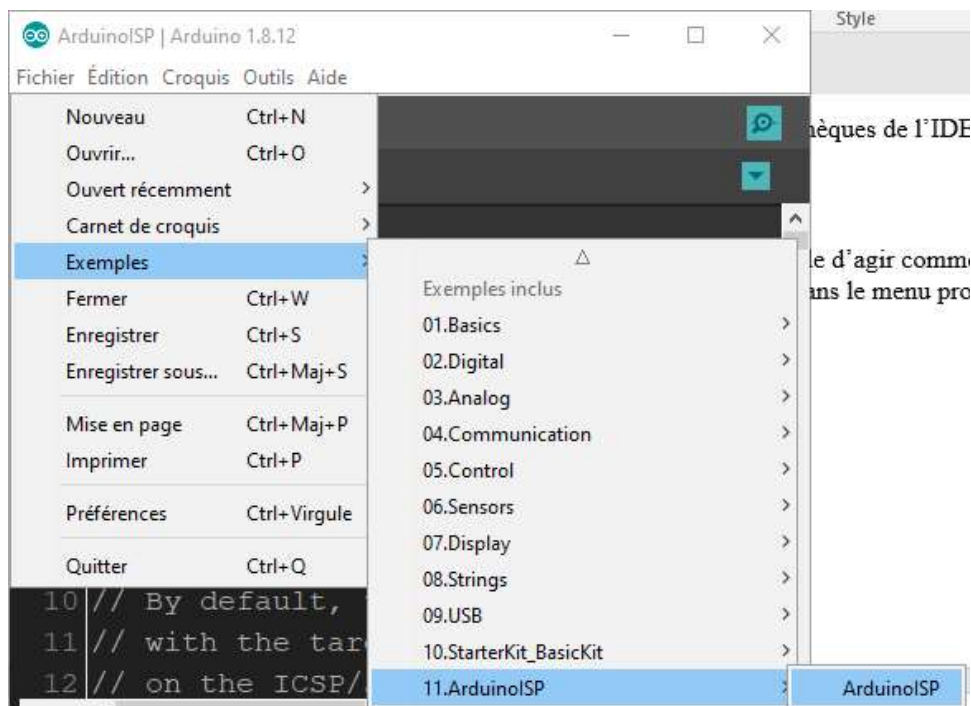 Style
ArduinoISP | Arduino 1.8.12
Fichier Édition Croquis Outils Aide
Nouveau Ctrl+N
Ouvrir... Ctrl+O
Ouvert récemment
Carnet de croquis
Exemples
Fermer Ctrl+W
Enregistrer Ctrl+S
Enregistrer sous... Ctrl+Maj+S
Mise en page Ctrl+Maj+P
Imprimer Ctrl+P
Préférences Ctrl+Virgule
Quitter Ctrl+Q
Exemples inclus
01.Basics
02.Digital
03.Analog
04.Communication
05.Control
06.Sensors
07.Display
08.Strings
09.USB
10.StarterKit_BasicKit
11.ArduinoISP
ArduinoISP
10 // By default,
11 // with the tar
12 // on the ICSP/
hèques de l'IDE
le d'agir comme
ans le menu pro